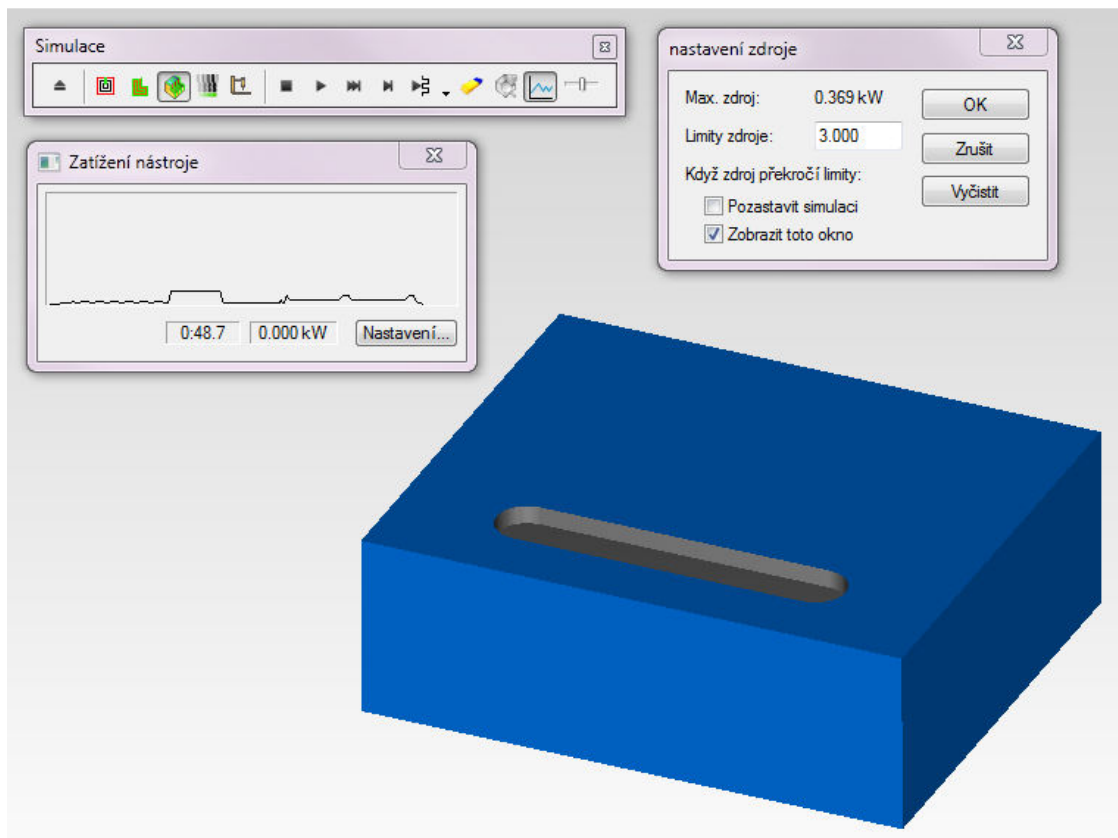 Simulace
Zatížení nástroje
0:48.7 0.000 kW Nastavení...
nastavení zdroje
Max. zdroj: 0.369 kW OK
Limity zdroje: 3.000 Zrušit
Když zdroj překročí limity: Vyčistit
Pozastavit simulaci
Zobrazit toto okno